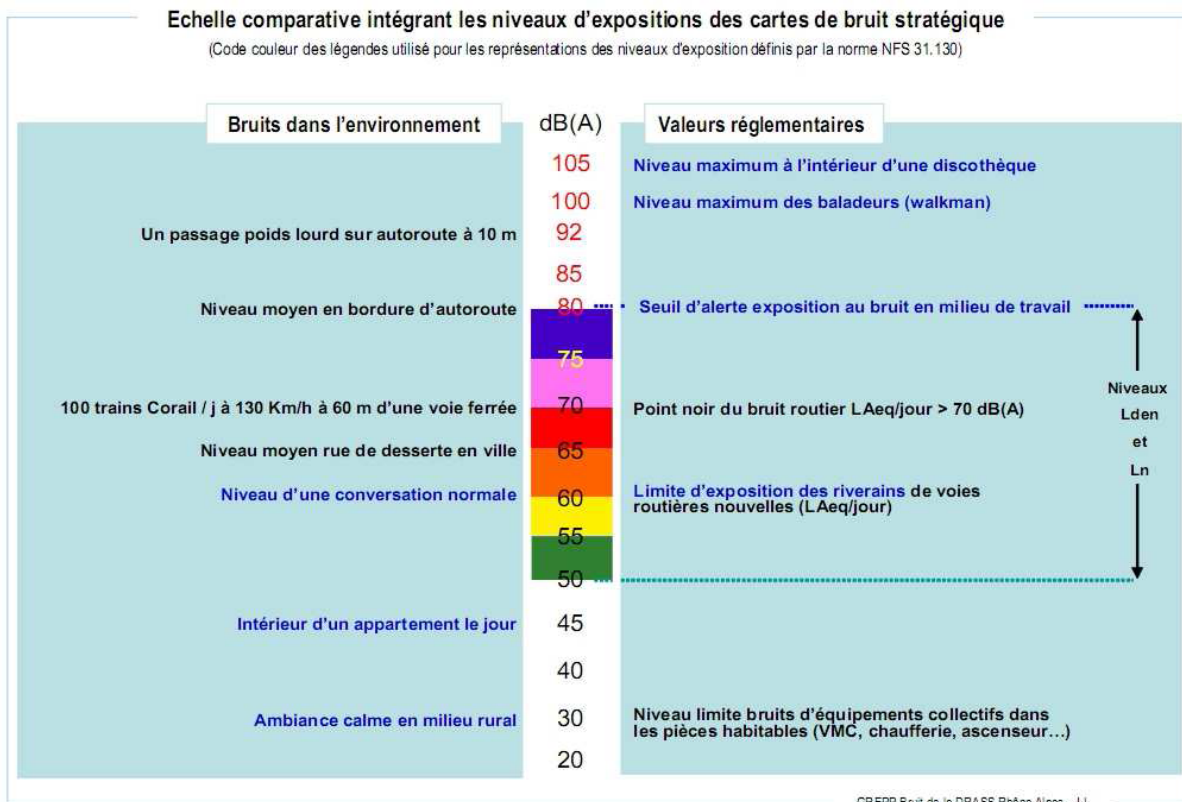 Echelle comparative intégrant les niveaux d'expositions des cartes de bruit stratégique
(Code couleur des légendes utilisé pour les représentations des niveaux d'exposition définis par la norme NFS 31.130)
Bruits dans l'environnement
dB(A)
Valeurs réglementaires
105
Niveau maximum à l'intérieur d'une discothèque
100
Niveau maximum des baladeurs (walkman)
Un passage poids lourd sur autoroute à 10 m
92
85
Niveau moyen en bordure d'autoroute
80
Seuil d'alerte exposition au bruit en milieu de travail
75
Niveaux
Lden
et
Ln
100 trains Corail / j à 130 Km/h à 60 m d'une voie ferrée
70
Point noir du bruit routier LAeq/jour > 70 dB(A)
Niveau moyen rue de desserte en ville
65
Niveau d'une conversation normale
60
Limite d'exposition des riverains de voies
routières nouvelles (LAeq/jour)
55
50
Intérieur d'un appartement le jour
45
40
Ambiance calme en milieu rural
30
Niveau limite bruits d'équipements collectifs dans
les pièces habitables (VMC, chaufferie, ascenseur…)
20
Bruit de la DRASS Rhône Alpes